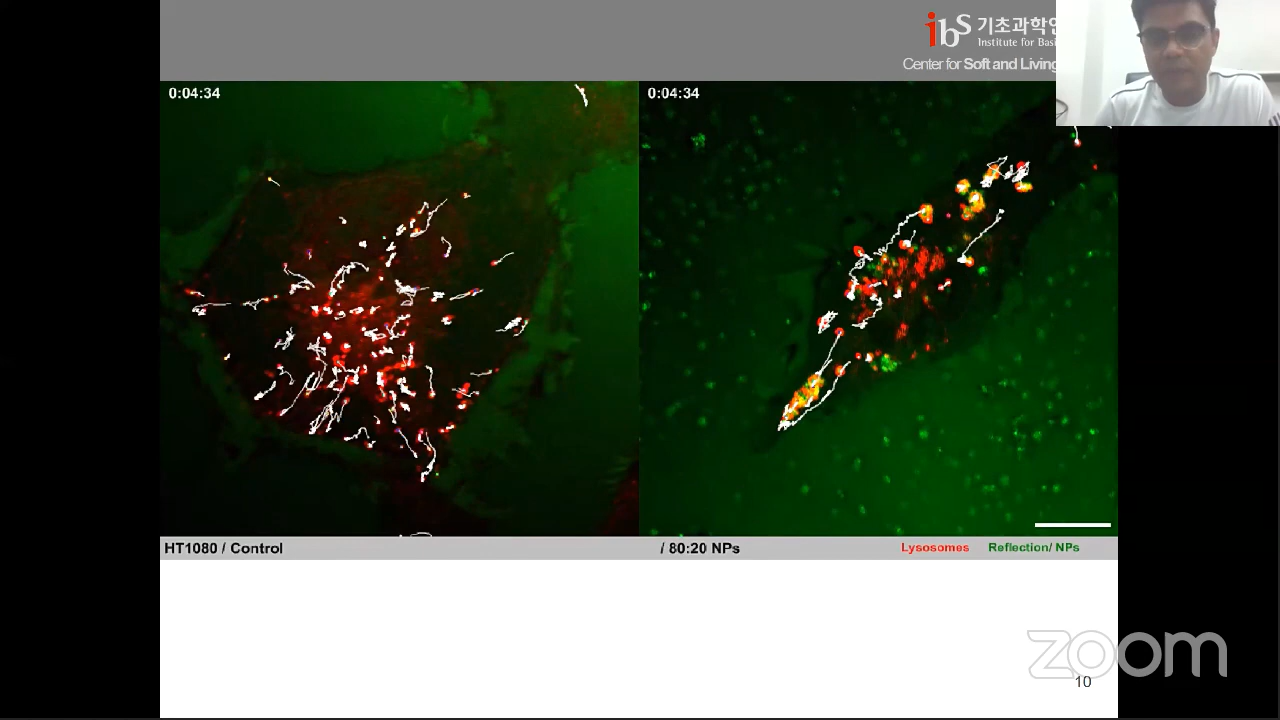 ibs 기초과학
Institute for
Center for Soft and Living
0:04:34
0:04:34
HT1080 / Control
/ 80:20 NPs
Lysosomes
Reflection/ NPs
zoom
10